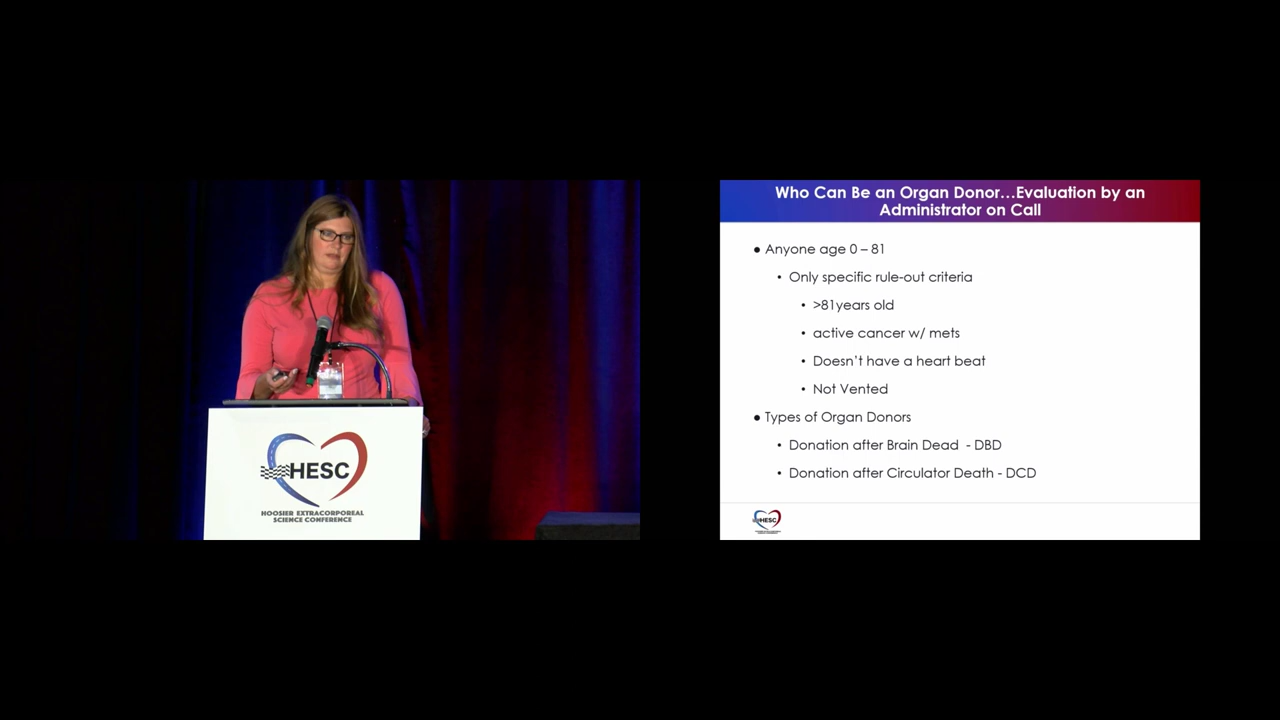 HESC
HOOSIER EXTRACORPOREAL
SCIENCE CONFERENCE
Who Can Be an Organ Donor...Evaluation by an
Administrator on Call
● Anyone age 0 – 81
• Only specific rule-out criteria
• >81years old
• active cancer w/ mets
• Doesn't have a heart beat
• Not Vented
● Types of Organ Donors
• Donation after Brain Dead - DBD
• Donation after Circulator Death - DCD
HESC